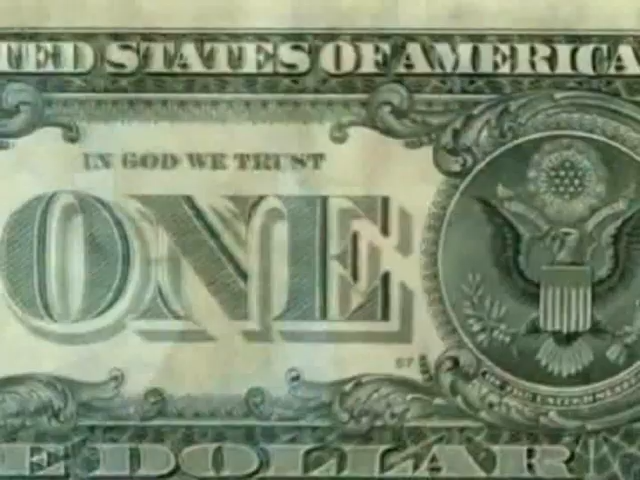 TED STATES OF AMERICA
IN GOD WE TRUST
ONE
E DOLLAR